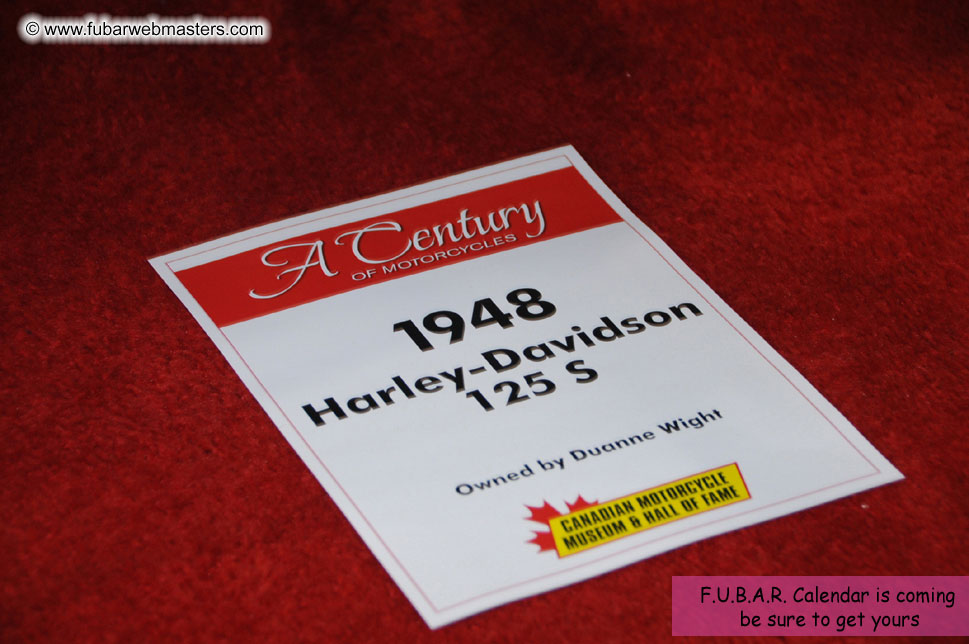 © www.fubarwebmasters.com
A Century
OF MOTORCYCLES
1948
Harley-Davidson
125 S
Owned by Duanne Wight
CANADIAN MOTORCYCLE
MUSEUM & HALL OF FAME
F.U.B.A.R. Calendar is coming
be sure to get yours